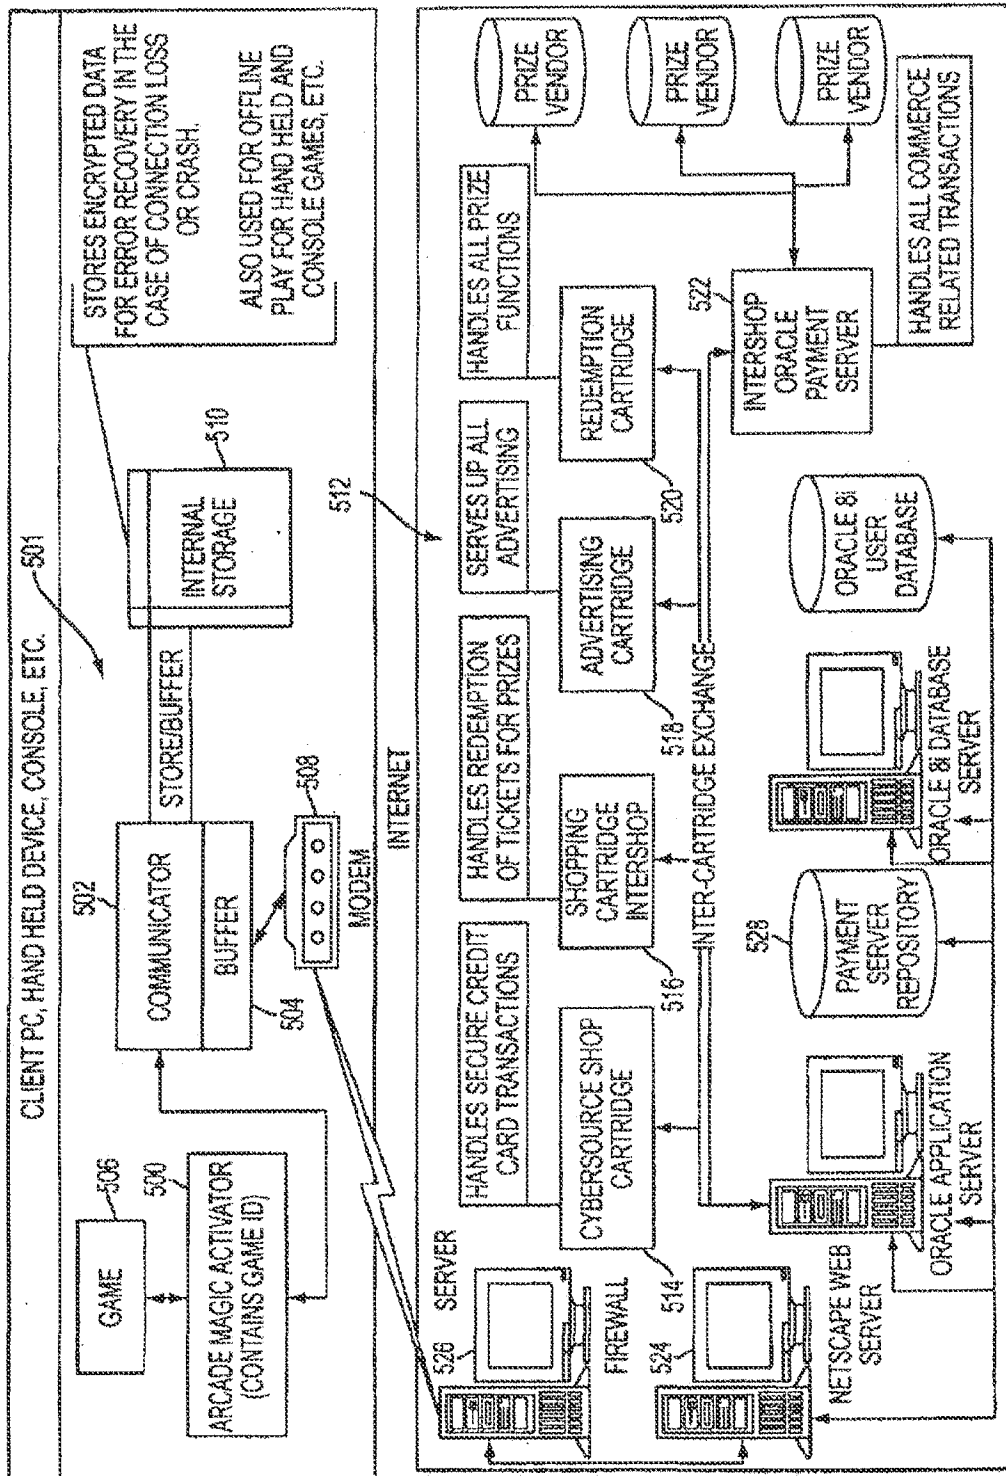 CLIENT PC, HAND HELD DEVICE, CONSOLE, ETC.
501
GAME
506
ARCADE MAGIC ACTIVATOR
(CONTAINS GAME ID)
500
502
COMMUNICATOR
BUFFER
504
STORE/BUFFER
INTERNAL
STORAGE
510
508
MODEM
STORES ENCRYPTED DATA
FOR ERROR RECOVERY IN THE
CASE OF CONNECTION LOSS
OR CRASH.
ALSO USED FOR OFFLINE
PLAY FOR HAND HELD AND
CONSOLE GAMES, ETC.
INTERNET
512
526
SERVER
FIREWALL
524
NETSCAPE WEB
SERVER
HANDLES SECURE CREDIT
CARD TRANSACTIONS
CYBERSOURCE SHOP
CARTRIDGE
514
HANDLES REDEMPTION
OF TICKETS FOR PRIZES
SHOPPING
CARTRIDGE
INTERSHOP
516
SERVES UP ALL
ADVERTISING
ADVERTISING
CARTRIDGE
518
HANDLES ALL PRIZE
FUNCTIONS
REDEMPTION
CARTRIDGE
520
PRIZE
VENDOR
PRIZE
VENDOR
PRIZE
VENDOR
INTER-CARTRIDGE EXCHANGE
522
INTERSHOP
ORACLE
PAYMENT
SERVER
HANDLES ALL COMMERCE
RELATED TRANSACTIONS
ORACLE APPLICATION
SERVER
528
PAYMENT
SERVER
REPOSITORY
ORACLE 8i DATABASE
SERVER
ORACLE 8i
USER
DATABASE